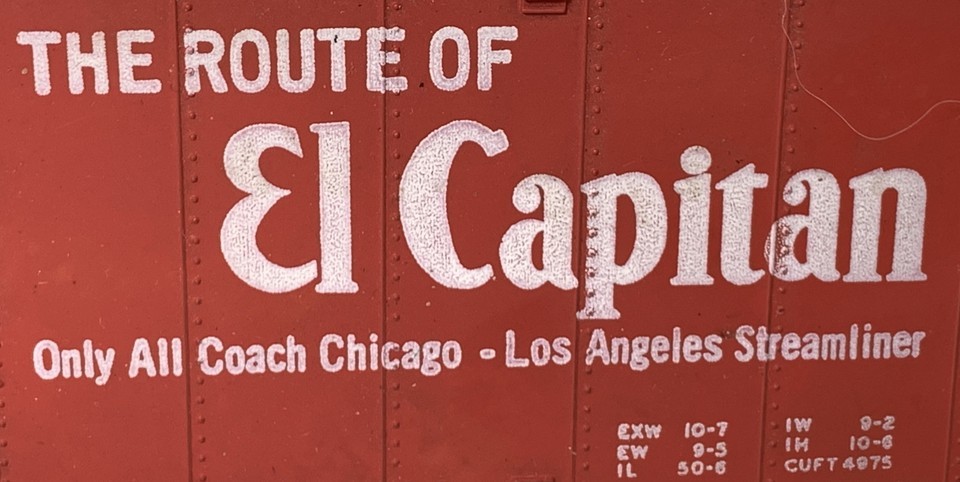 THE ROUTE OF
El Capitan
Only All Coach Chicago - Los Angeles Streamliner
EXW 10-7 IW 9-2
EW 9-5 IH 10-6
IL 50-6 CUFT 4975